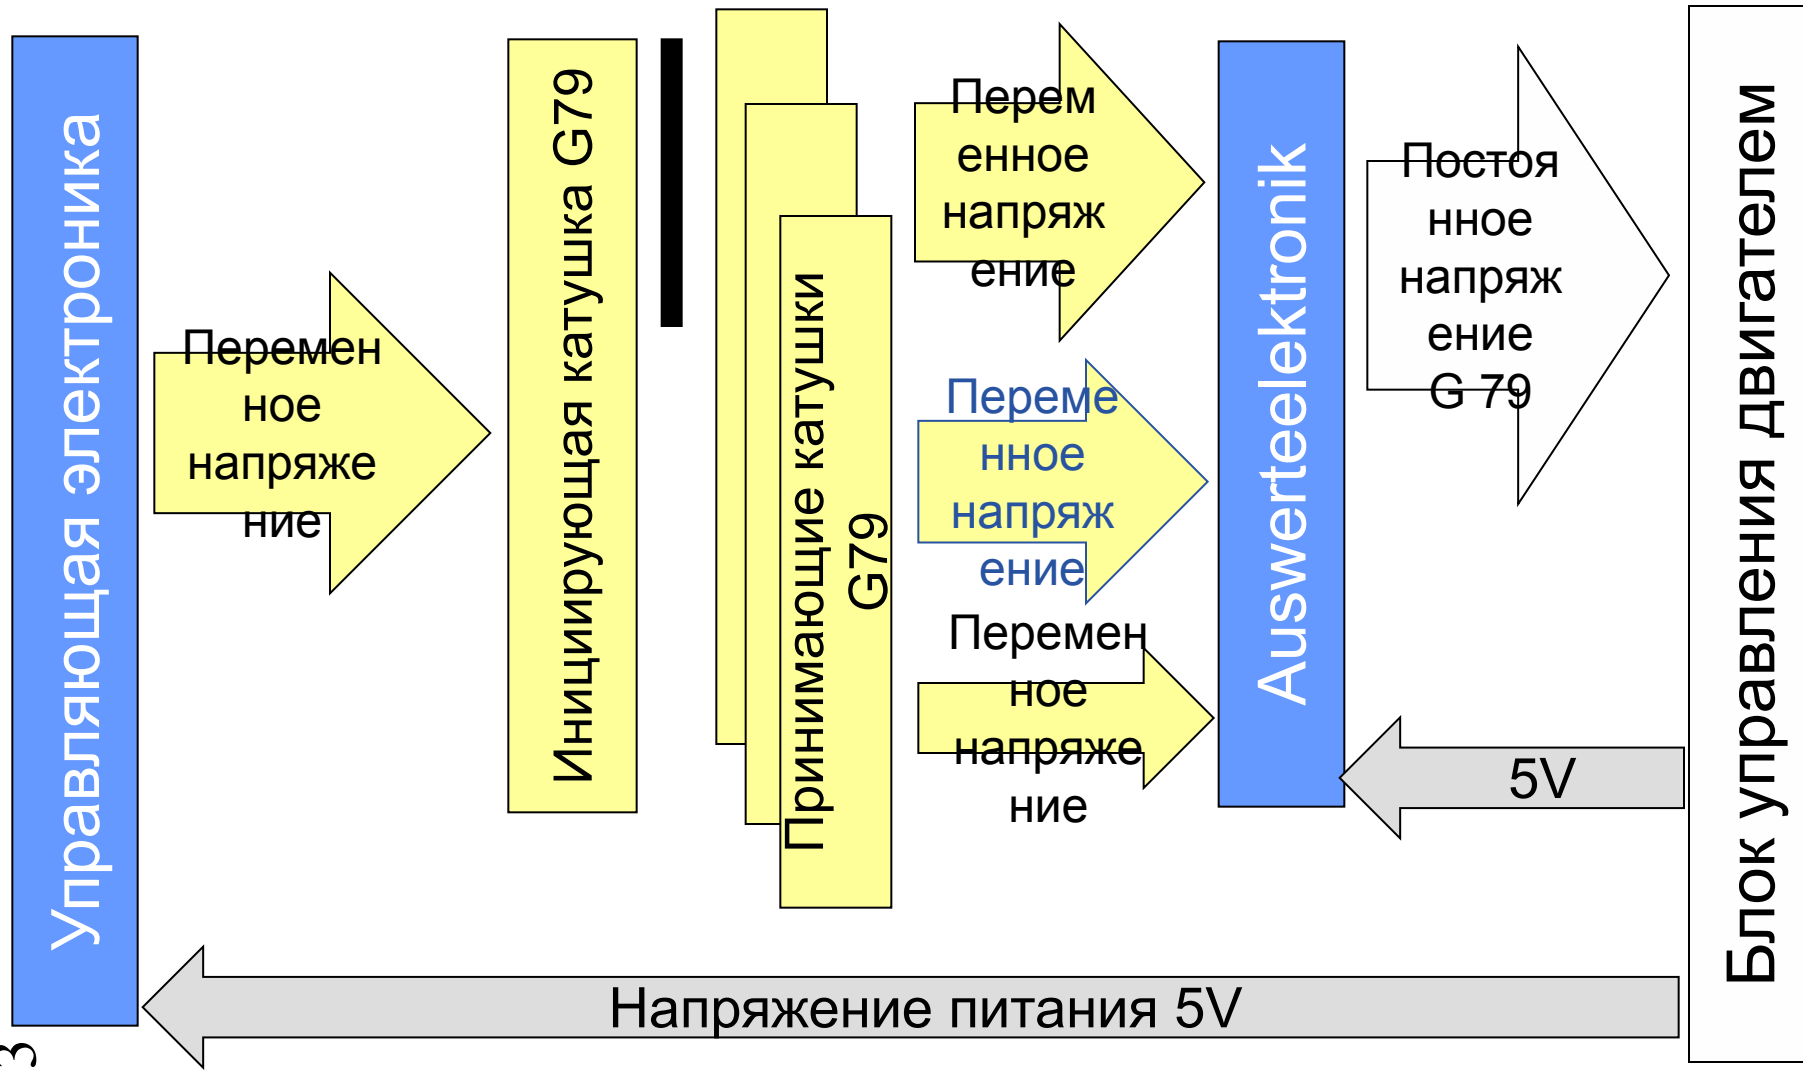 Управляющая электроника
Перемен
ное
напряже
ние
Инициирующая катушка G79
Принимающие катушки
G79
Перем
енное
напряж
ение
Переме
нное
напряж
ение
Перемен
ное
напряже
ние
Auswerteelektronik
Постоя
нное
напряж
ение
G 79
5V
Блок управления двигателем
Напряжение питания 5V
3